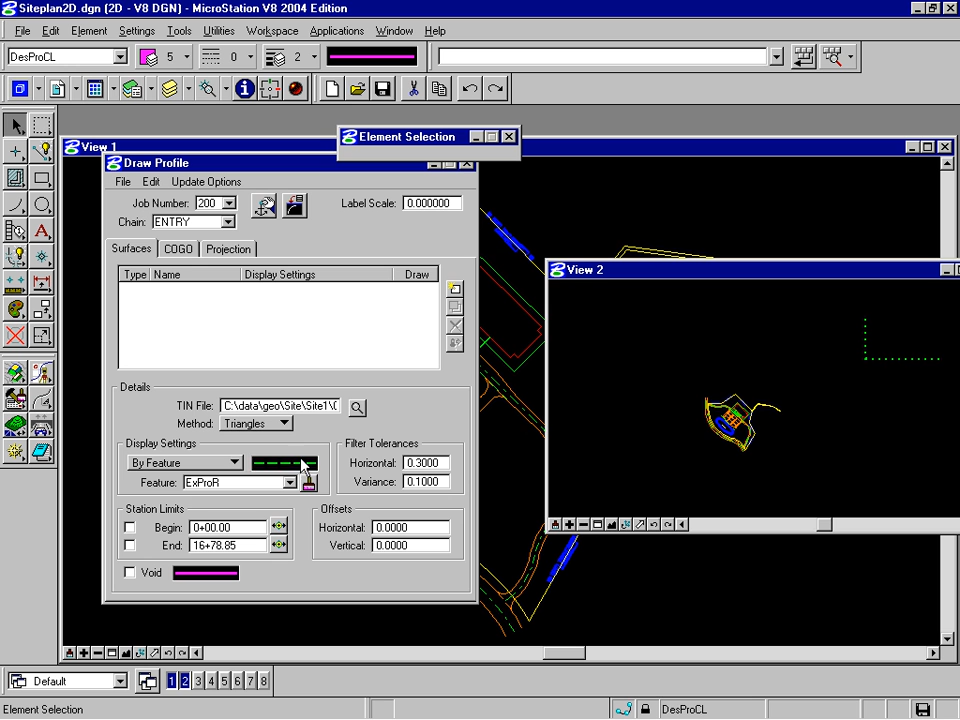 Siteplan2D.dgn (2D - V8 DGN) - MicroStation V8 2004 Edition
File Edit Element Settings Tools Utilities Workspace Applications Window Help
DesProCL 5 0 2
View 1
Element Selection
Draw Profile
File Edit Update Options
Job Number: 200 Label Scale: 0.000000
Chain: ENTRY
Surfaces COGO Projection
Type Name Display Settings Draw
View 2
Details
TIN File: C:\data\geo\Site\Site1\(
Method: Triangles
Display Settings Filter Tolerances
By Feature Horizontal: 0.3000
Feature: ExProR Variance: 0.1000
Station Limits Offsets
Begin: 0+00.00 Horizontal: 0.0000
End: 16+78.85 Vertical: 0.0000
Void
Default 1 2 3 4 5 6 7 8
Element Selection DesProCL